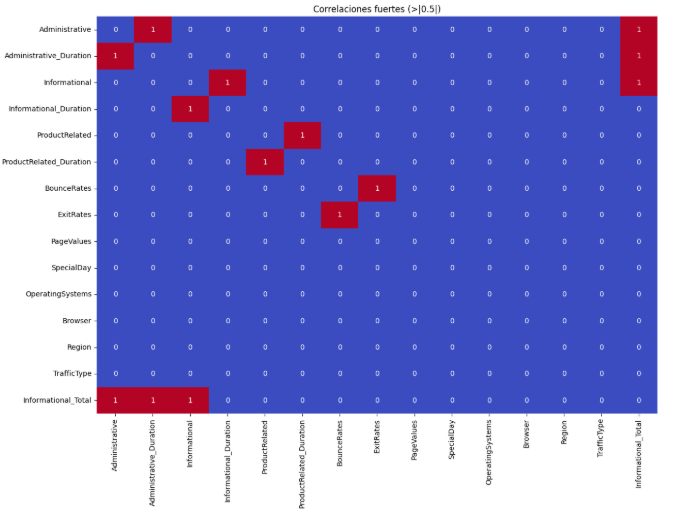 Correlaciones fuertes (>|0.5|)
Administrative 0 1 0 0 0 0 0 0 0 0 0 0 0 0 1
Administrative_Duration 1 0 0 0 0 0 0 0 0 0 0 0 0 0 1
Informational 0 0 0 1 0 0 0 0 0 0 0 0 0 0 1
Informational_Duration 0 0 1 0 0 0 0 0 0 0 0 0 0 0 0
ProductRelated 0 0 0 0 0 1 0 0 0 0 0 0 0 0 0
ProductRelated_Duration 0 0 0 0 1 0 0 0 0 0 0 0 0 0 0
BounceRates 0 0 0 0 0 0 0 1 0 0 0 0 0 0 0
ExitRates 0 0 0 0 0 0 1 0 0 0 0 0 0 0 0
PageValues 0 0 0 0 0 0 0 0 0 0 0 0 0 0 0
SpecialDay 0 0 0 0 0 0 0 0 0 0 0 0 0 0 0
OperatingSystems 0 0 0 0 0 0 0 0 0 0 0 0 0 0 0
Browser 0 0 0 0 0 0 0 0 0 0 0 0 0 0 0
Region 0 0 0 0 0 0 0 0 0 0 0 0 0 0 0
TrafficType 0 0 0 0 0 0 0 0 0 0 0 0 0 0 0
Informational_Total 1 1 1 0 0 0 0 0 0 0 0 0 0 0 0
Administrative
Administrative_Duration
Informational
Informational_Duration
ProductRelated
ProductRelated_Duration
BounceRates
ExitRates
PageValues
SpecialDay
OperatingSystems
Browser
Region
TrafficType
Informational_Total